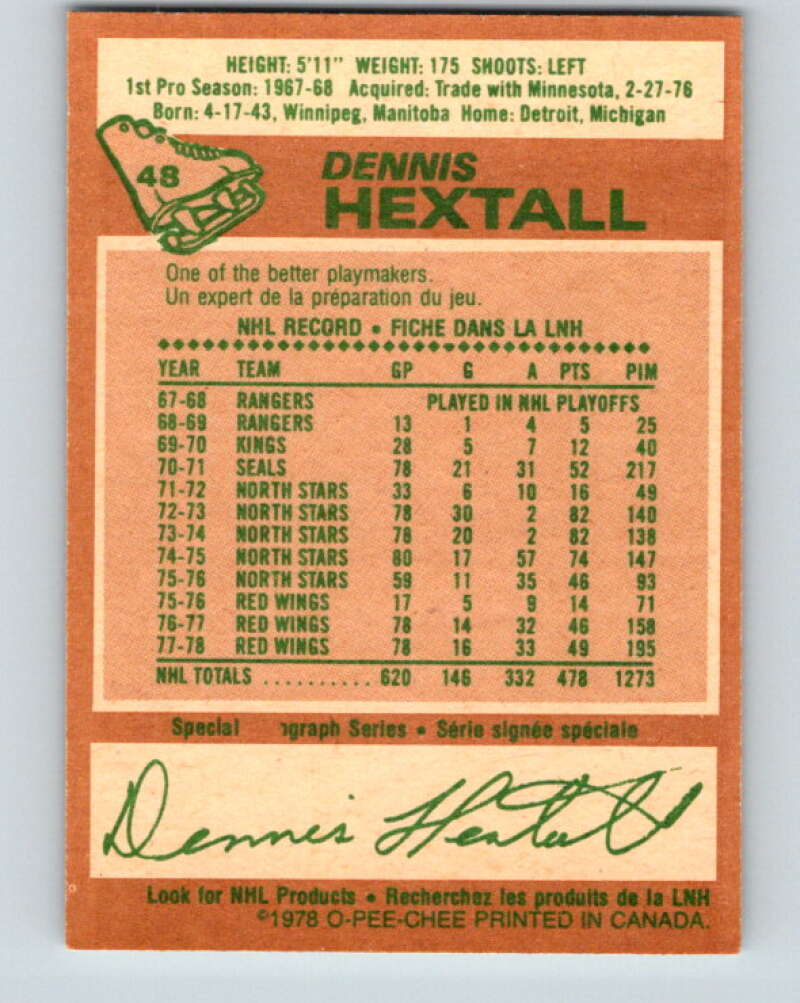 HEIGHT: 5'11" WEIGHT: 175 SHOOTS: LEFT
1st Pro Season: 1967-68 Acquired: Trade with Minnesota, 2-27-76
Born: 4-17-43, Winnipeg, Manitoba Home: Detroit, Michigan
48
DENNIS
HEXTALL
One of the better playmakers.
Un expert de la préparation du jeu.
NHL RECORD • FICHE DANS LA LNH
YEAR TEAM GP G A PTS PIM
67-68 RANGERS PLAYED IN NHL PLAYOFFS
68-69 RANGERS 13 1 4 5 25
69-70 KINGS 28 5 7 12 40
70-71 SEALS 78 21 31 52 217
71-72 NORTH STARS 33 6 10 16 49
72-73 NORTH STARS 78 30 2 82 140
73-74 NORTH STARS 78 20 2 82 138
74-75 NORTH STARS 80 17 57 74 147
75-76 NORTH STARS 59 11 35 46 93
75-76 RED WINGS 17 5 9 14 71
76-77 RED WINGS 78 14 32 46 158
77-78 RED WINGS 78 16 33 49 195
NHL TOTALS .......... 620 146 332 478 1273
Special ograph Series • Série signée spéciale
Dennis Hextall
Look for NHL Products • Recherchez les produits de la LNH
©1978 O-PEE-CHEE PRINTED IN CANADA.